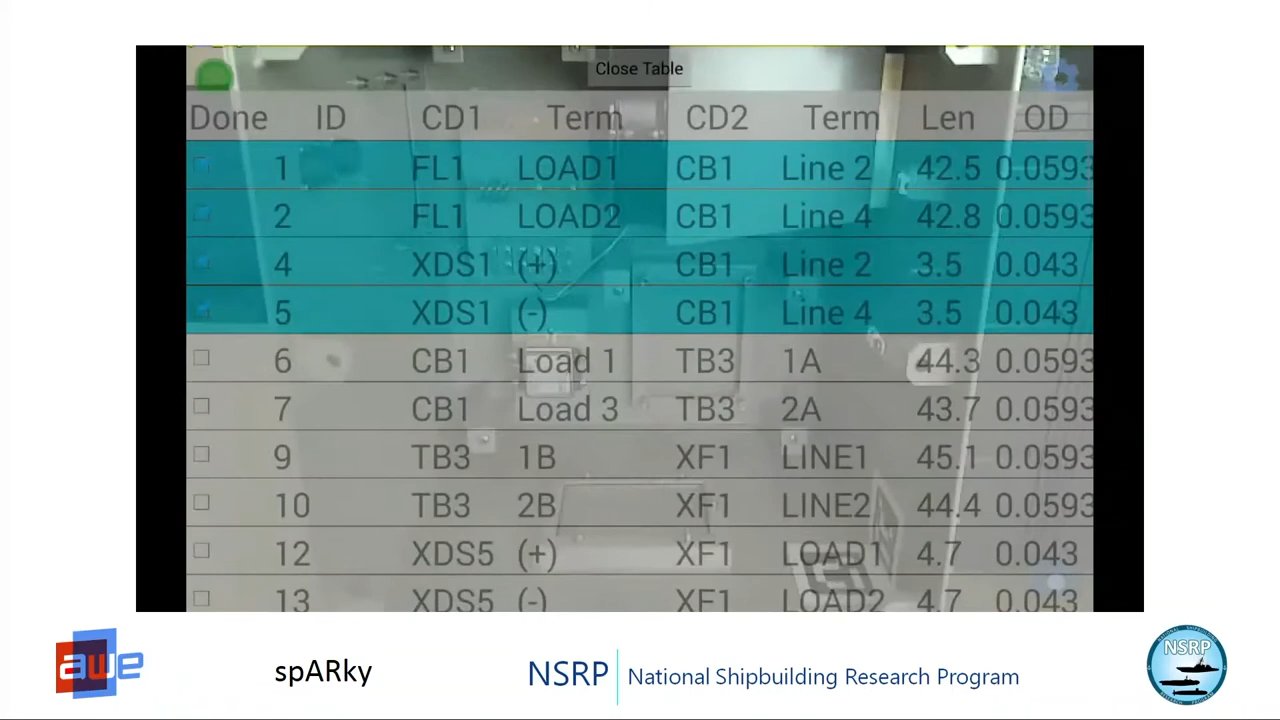 Close Table
Done ID CD1 Term CD2 Term Len OD
1 FL1 LOAD1 CB1 Line 2 42.5 0.0593
2 FL1 LOAD2 CB1 Line 4 42.8 0.0593
4 XDS1 (+) CB1 Line 2 3.5 0.043
5 XDS1 (-) CB1 Line 4 3.5 0.043
6 CB1 Load 1 TB3 1A 44.3 0.0593
7 CB1 Load 3 TB3 2A 43.7 0.0593
9 TB3 1B XF1 LINE1 45.1 0.0593
10 TB3 2B XF1 LINE2 44.4 0.0593
12 XDS5 (+) XF1 LOAD1 4.7 0.043
13 XDS5 (-) XF1 LOAD2 4.7 0.043
awe
spARky
NSRP National Shipbuilding Research Program
NATIONAL SHIPBUILDING
NSRP
RESEARCH PROGRAM